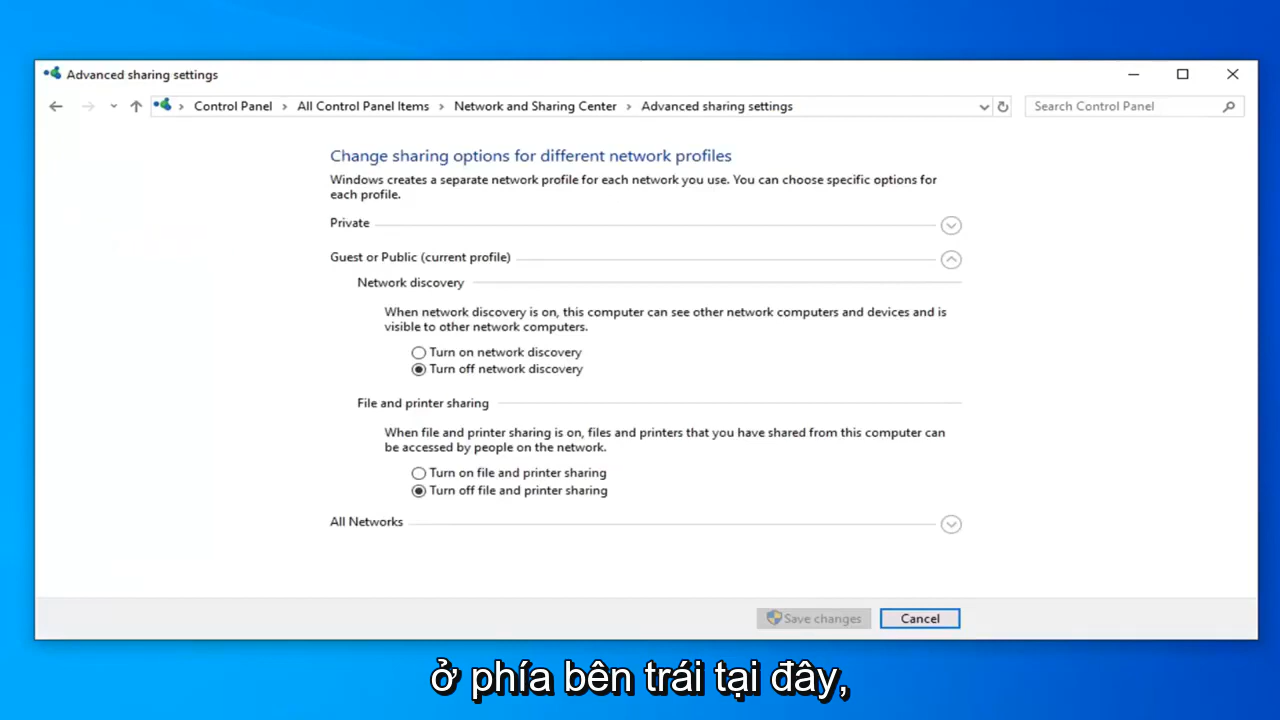 Advanced sharing settings
Control Panel > All Control Panel Items > Network and Sharing Center > Advanced sharing settings
Search Control Panel
Change sharing options for different network profiles
Windows creates a separate network profile for each network you use. You can choose specific options for
each profile.
Private
Guest or Public (current profile)
Network discovery
When network discovery is on, this computer can see other network computers and devices and is
visible to other network computers.
Turn on network discovery
Turn off network discovery
File and printer sharing
When file and printer sharing is on, files and printers that you have shared from this computer can
be accessed by people on the network.
Turn on file and printer sharing
Turn off file and printer sharing
All Networks
Save changes
Cancel
ở phía bên trái tại đây,